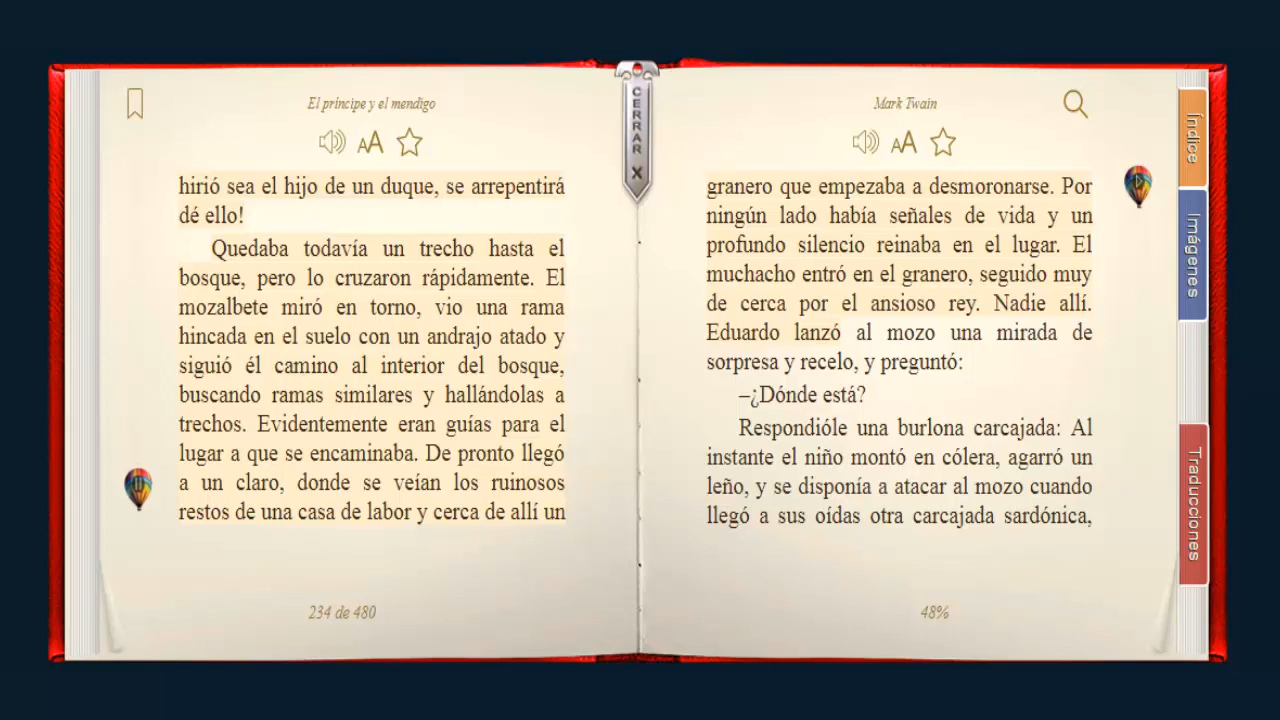 El príncipe y el mendigo
AA
hirió sea el hijo de un duque, se arrepentirá
dé ello!
Quedaba todavía un trecho hasta el
bosque, pero lo cruzaron rápidamente. El
mozalbete miró en torno, vio una rama
hincada en el suelo con un andrajo atado y
siguió él camino al interior del bosque,
buscando ramas similares y hallándolas a
trechos. Evidentemente eran guías para el
lugar a que se encaminaba. De pronto llegó
a un claro, donde se veían los ruinosos
restos de una casa de labor y cerca de allí un
234 de 480
CERRAR X
Mark Twain
AA
granero que empezaba a desmoronarse. Por
ningún lado había señales de vida y un
profundo silencio reinaba en el lugar. El
muchacho entró en el granero, seguido muy
de cerca por el ansioso rey. Nadie allí.
Eduardo lanzó al mozo una mirada de
sorpresa y recelo, y preguntó:
–¿Dónde está?
Respondióle una burlona carcajada: Al
instante el niño montó en cólera, agarró un
leño, y se disponía a atacar al mozo cuando
llegó a sus oídas otra carcajada sardónica,
48%
Índice
Imágenes
Traducciones